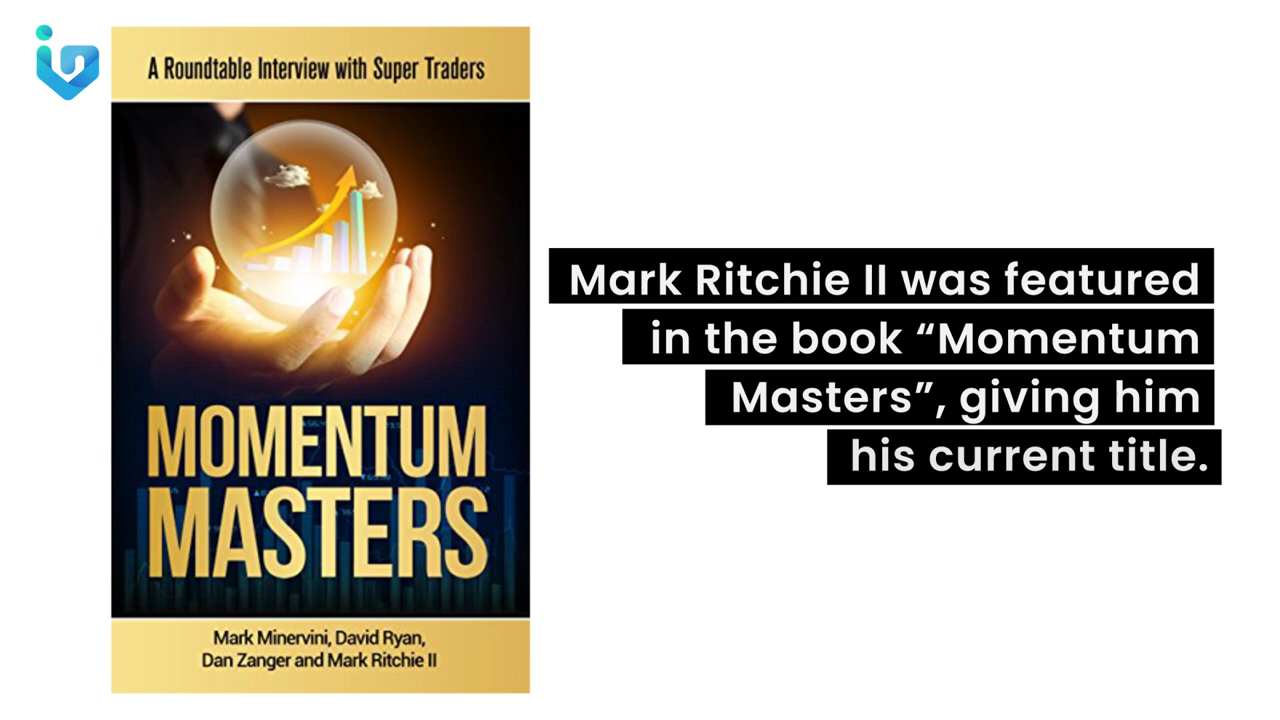 A Roundtable Interview with Super Traders
MOMENTUM
MASTERS
Mark Minervini, David Ryan,
Dan Zanger and Mark Ritchie II
Mark Ritchie II was featured
in the book “Momentum
Masters”, giving him
his current title.